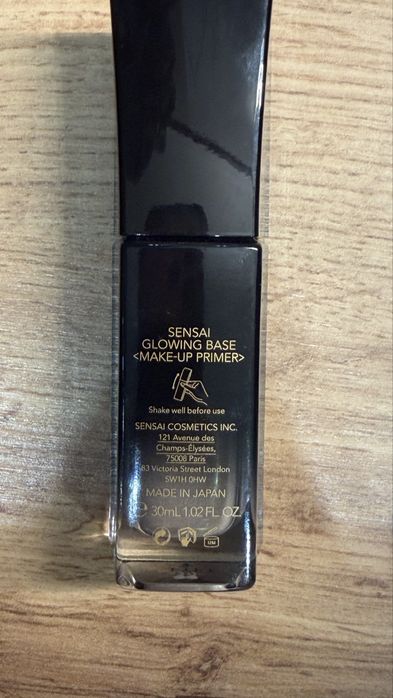 SENSAI
GLOWING BASE
<MAKE-UP PRIMER>
Shake well before use
SENSAI COSMETICS INC.
121 Avenue des
Champs-Élysées,
75008 Paris
83 Victoria Street London
SW1H 0HW
MADE IN JAPAN
℮ 30mL 1.02 FL. OZ.
12M